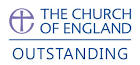 THE CHURCH
OF ENGLAND
OUTSTANDING